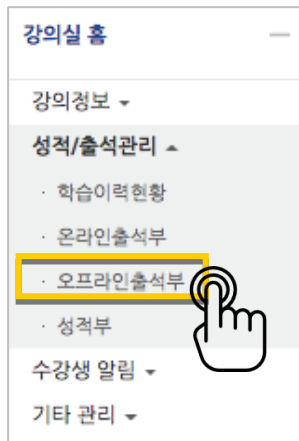 강의실 홈
강의정보
성적/출석관리
· 학습이력현황
· 온라인출석부
· 오프라인출석부
· 성적부
수강생 알림
기타 관리